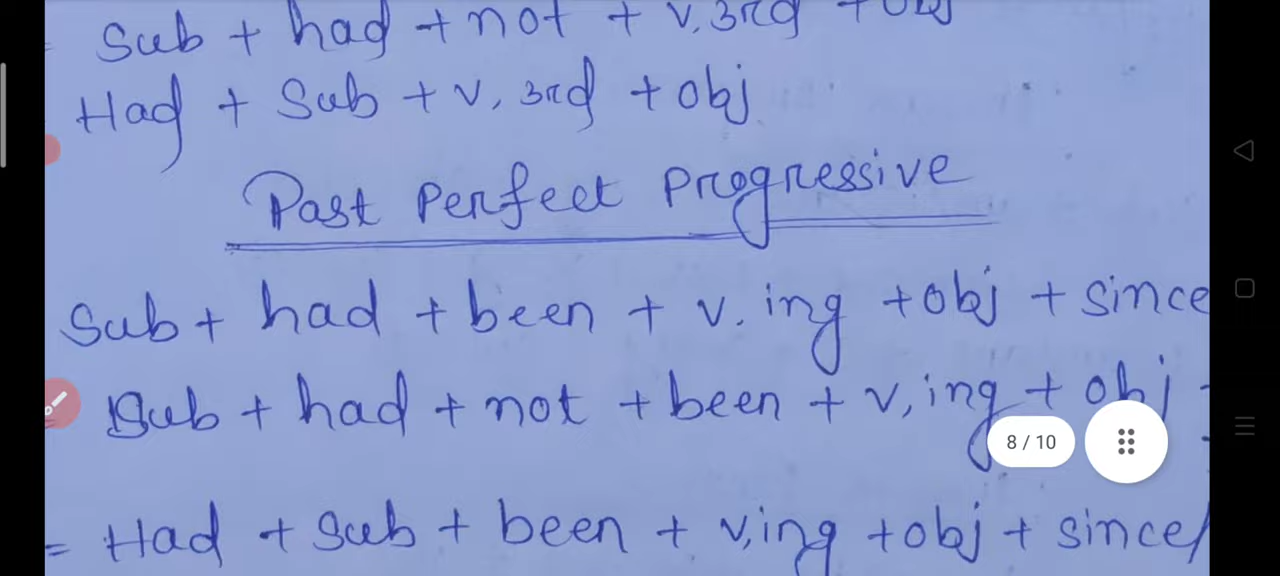 = Sub + had + not + v.3rd + obj
Had + Sub + v, 3rd + obj
Past Perfect Progressive
Sub + had + been + v. ing + obj + since
Sub + had + not + been + v, ing + obj +
8 / 10
= Had + Sub + been + v,ing + obj + since/